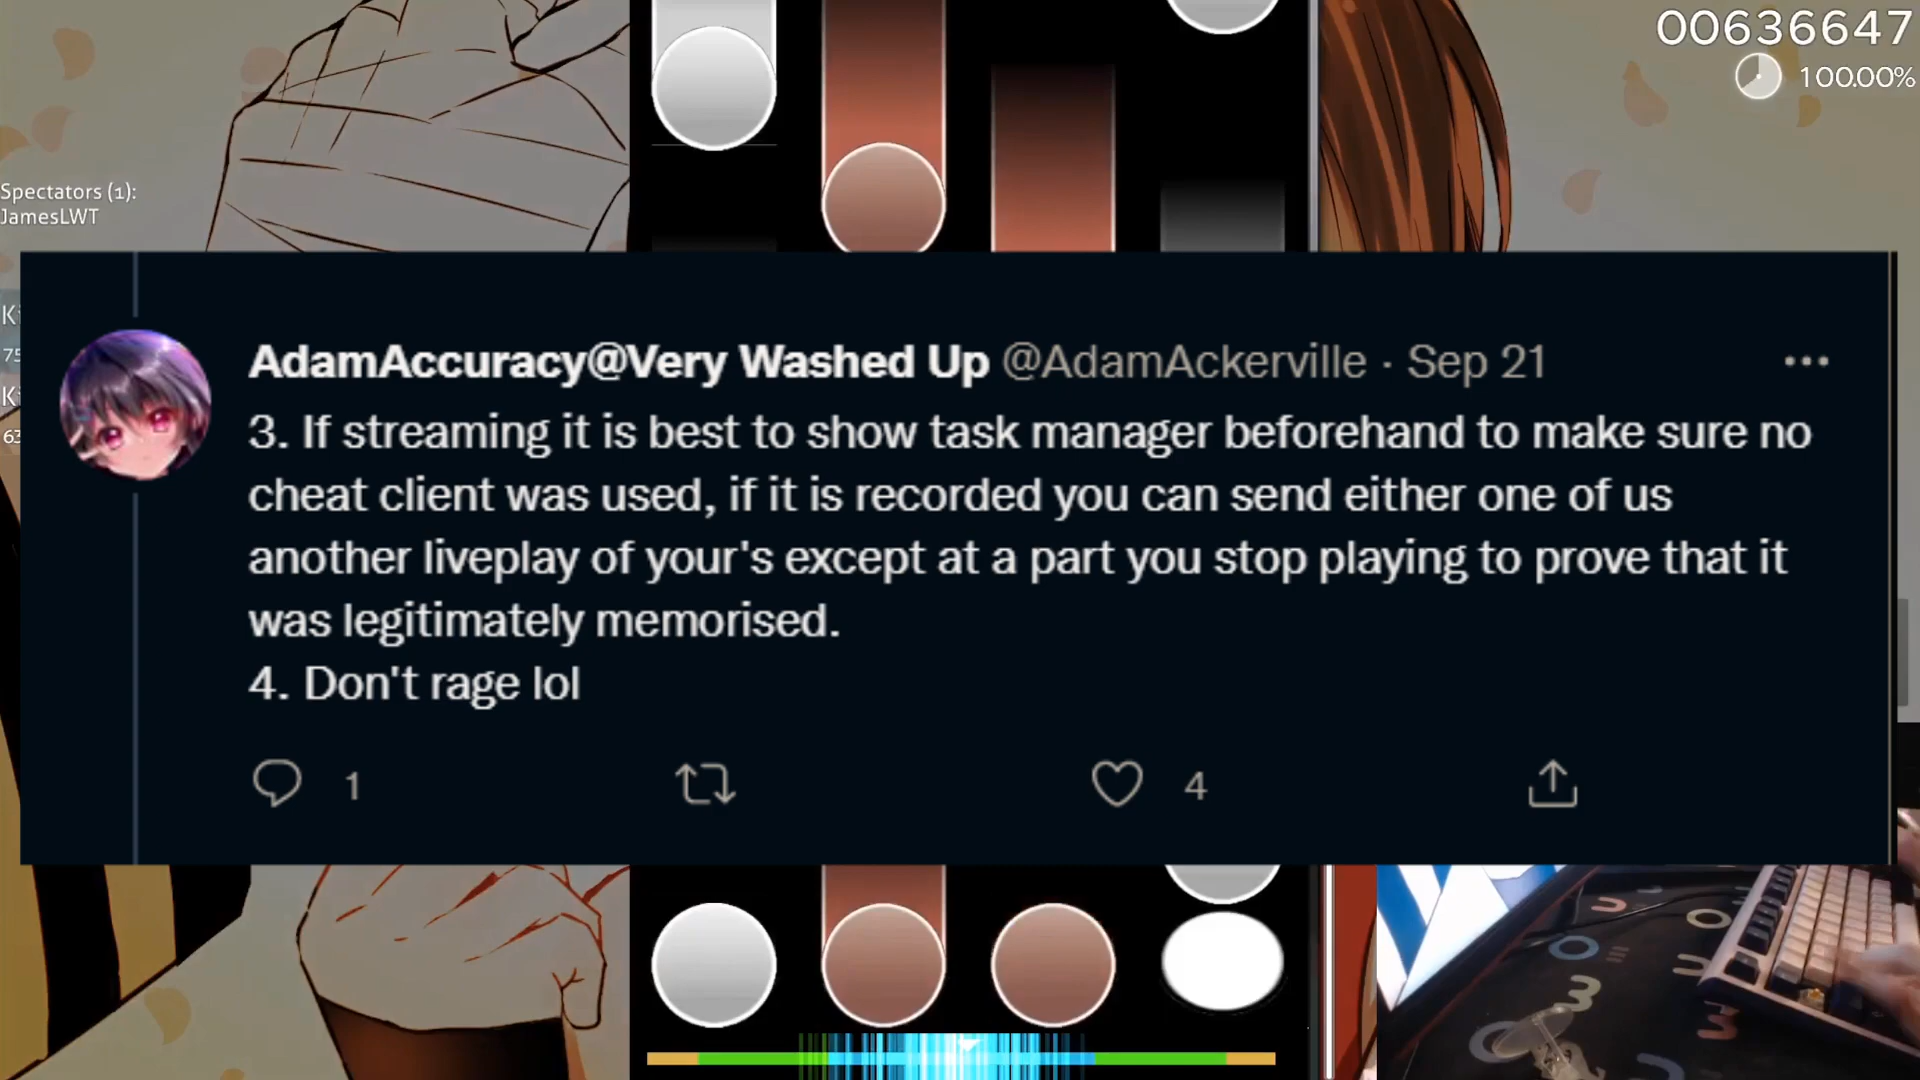 00636647
100.00%
Spectators (1):
JamesLWT
AdamAccuracy@Very Washed Up @AdamAckerville · Sep 21
3. If streaming it is best to show task manager beforehand to make sure no
cheat client was used, if it is recorded you can send either one of us
another liveplay of your's except at a part you stop playing to prove that it
was legitimately memorised.
4. Don't rage lol
1
4